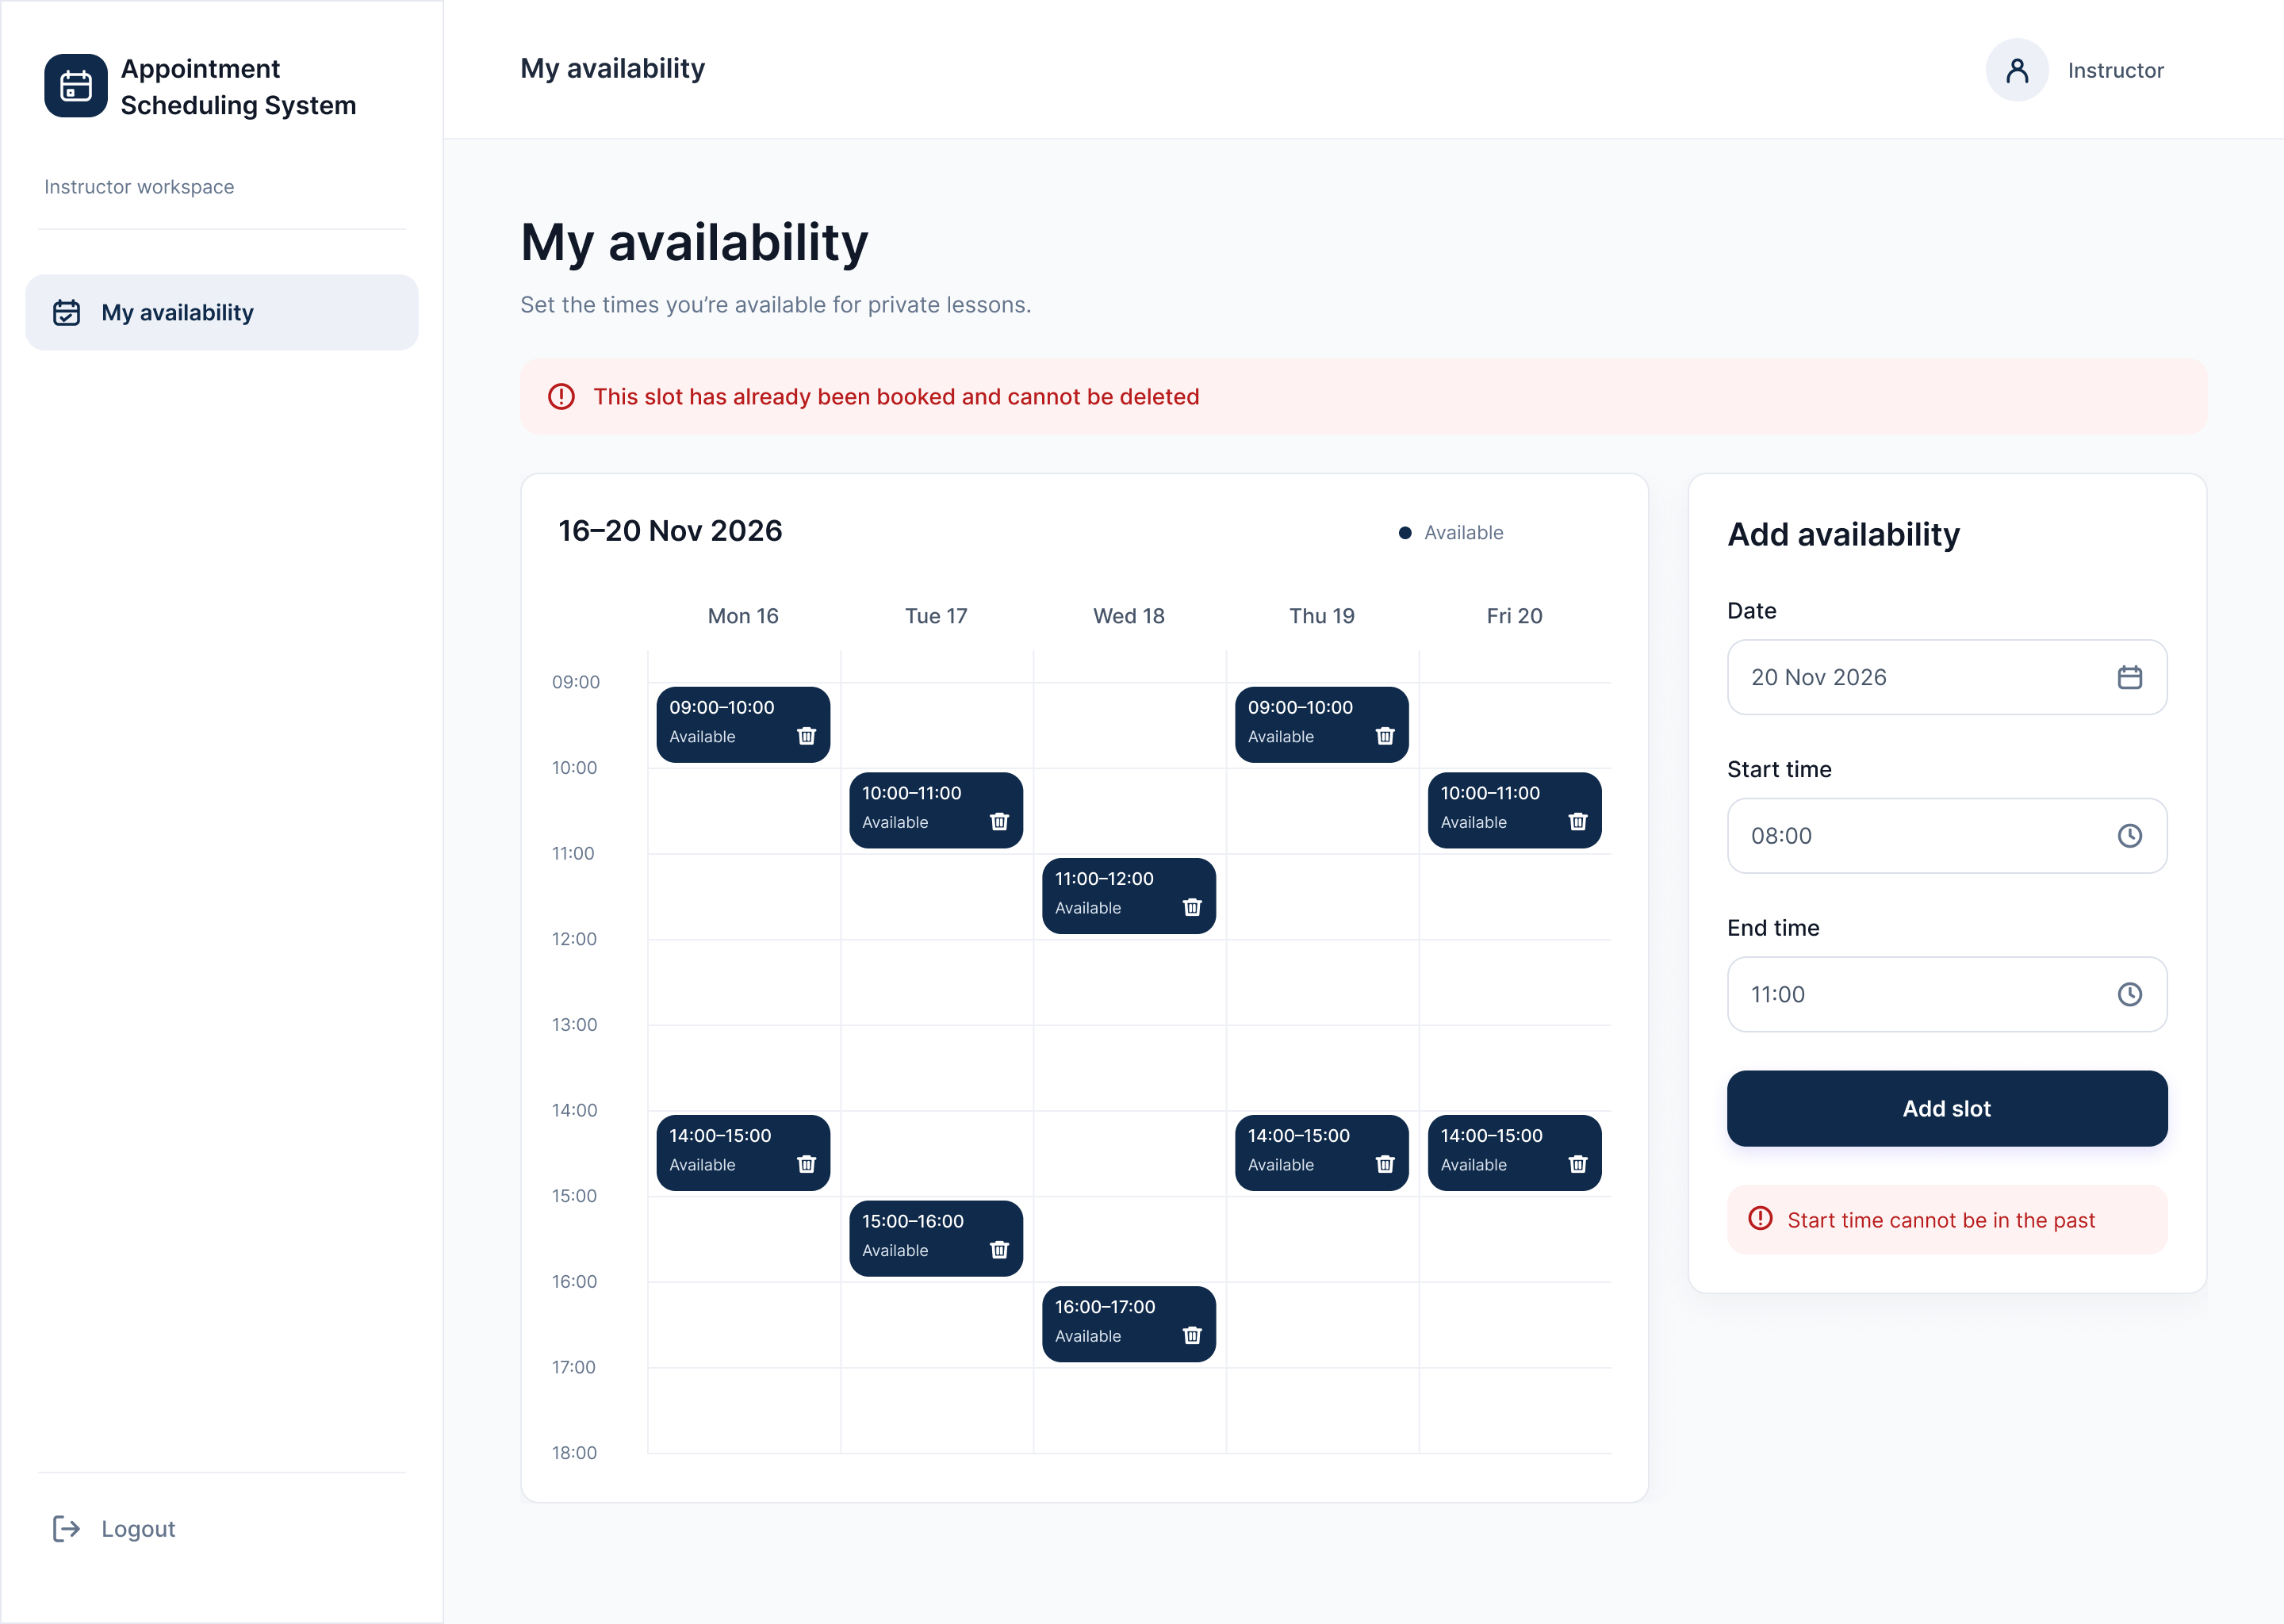 Appointment
Scheduling System
Instructor workspace
My availability
Logout
My availability
Instructor
My availability
Set the times you’re available for private lessons.
This slot has already been booked and cannot be deleted
16–20 Nov 2026
Available
Mon 16
Tue 17
Wed 18
Thu 19
Fri 20
09:00
09:00–10:00
Available
09:00–10:00
Available
10:00
10:00–11:00
Available
10:00–11:00
Available
11:00
11:00–12:00
Available
12:00
13:00
14:00
14:00–15:00
Available
14:00–15:00
Available
14:00–15:00
Available
15:00
15:00–16:00
Available
16:00
16:00–17:00
Available
17:00
18:00
Add availability
Date
20 Nov 2026
Start time
08:00
End time
11:00
Add slot
Start time cannot be in the past